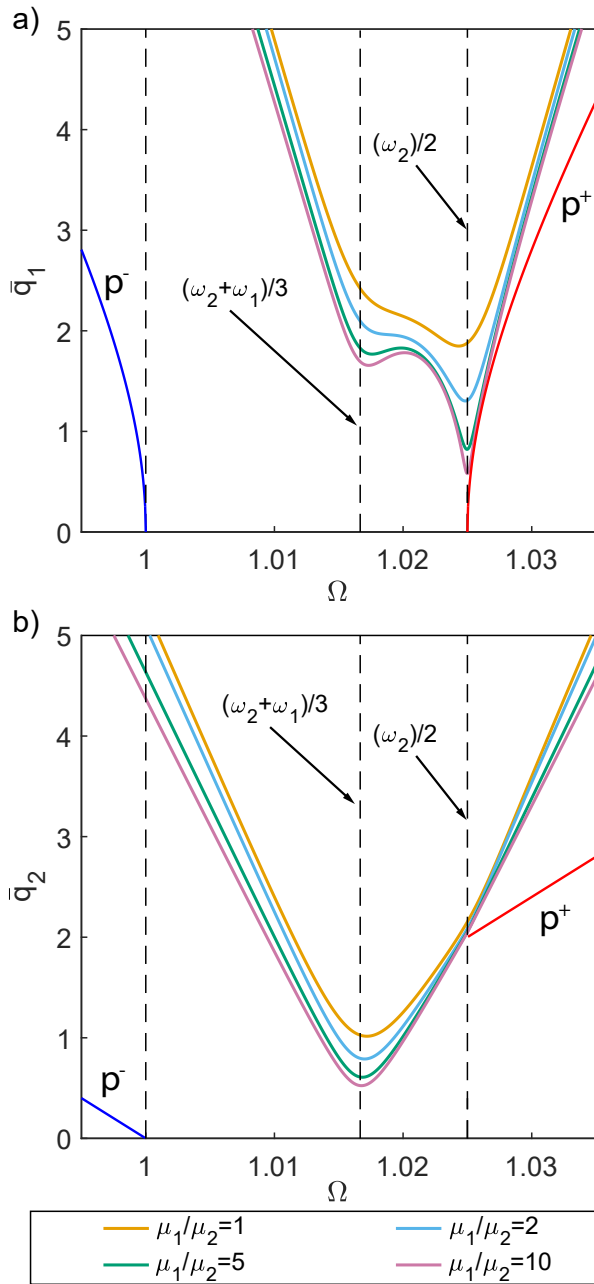 a)
5
4
3
2
1
0
q̄₁
p⁻
(ω₂+ω₁)/3
(ω₂)/2
p⁺
1 1.01 1.02 1.03
Ω
b)
5
4
3
2
1
0
q̄₂
p⁻
(ω₂+ω₁)/3
(ω₂)/2
p⁺
1 1.01 1.02 1.03
Ω
μ₁/μ₂=1 μ₁/μ₂=2
μ₁/μ₂=5 μ₁/μ₂=10